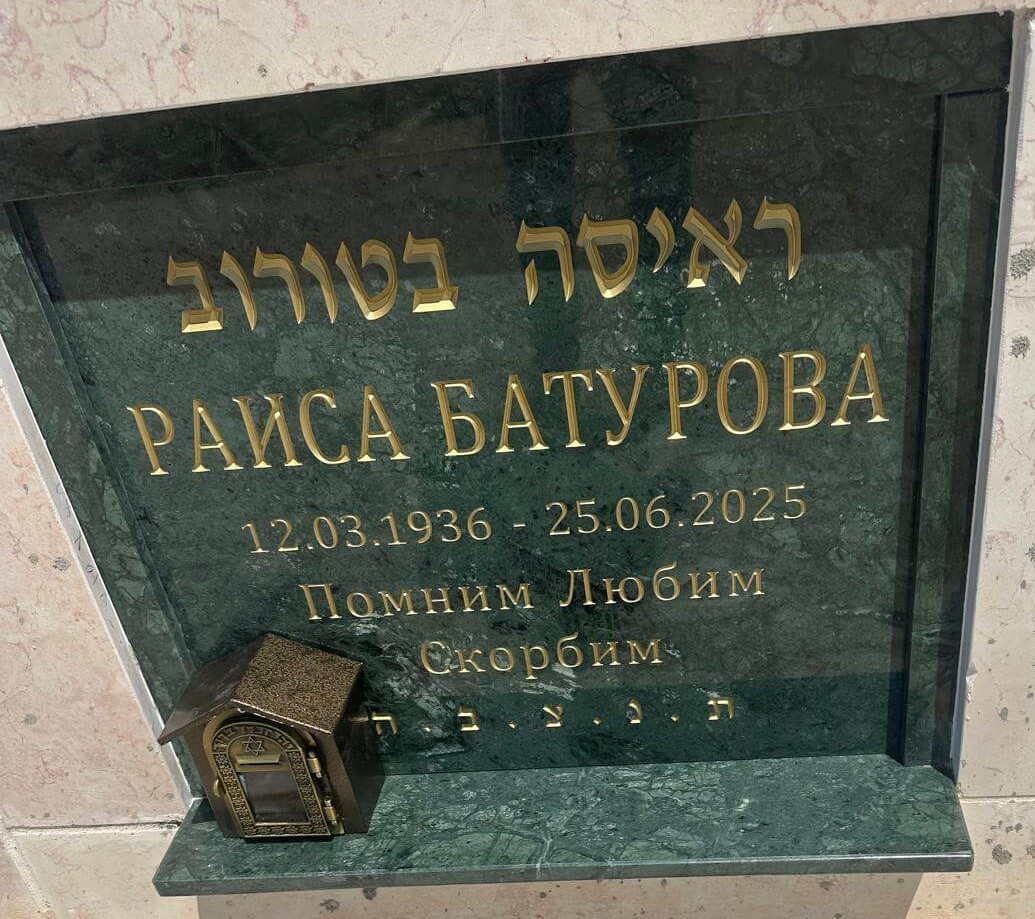 ראיסה בטורוב
РАИСА БАТУРОВА
12.03.1936 - 25.06.2025
Помним Любим
Скорбим
ת.נ.צ.ב.ה